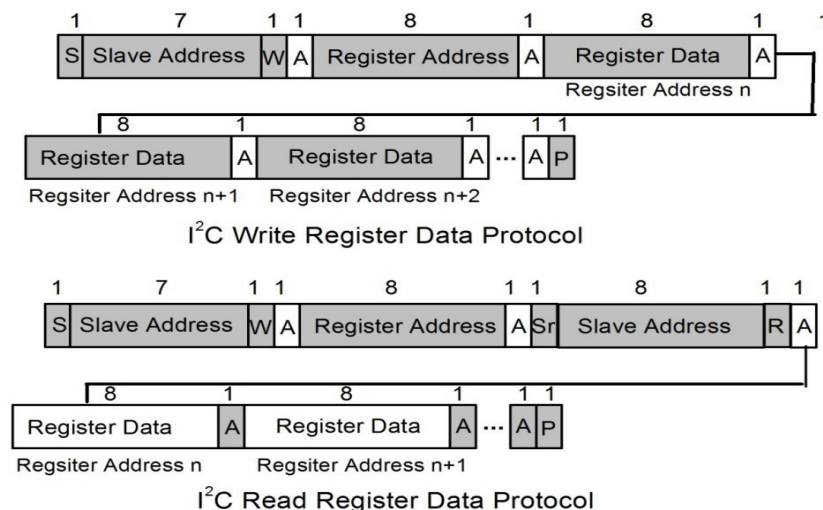 1 7 1 1 8 1 8 1 1
S Slave Address W A Register Address A Register Data A
Regsiter Address n
8 1 8 1 1 1
Register Data A Register Data A ... A P
Regsiter Address n+1 Regsiter Address n+2
I²C Write Register Data Protocol
1 7 1 1 8 1 1 8 1 1
S Slave Address W A Register Address A Sr Slave Address R A
8 1 8 1 1 1
Register Data A Register Data A ... A P
Regsiter Address n Regsiter Address n+1
I²C Read Register Data Protocol